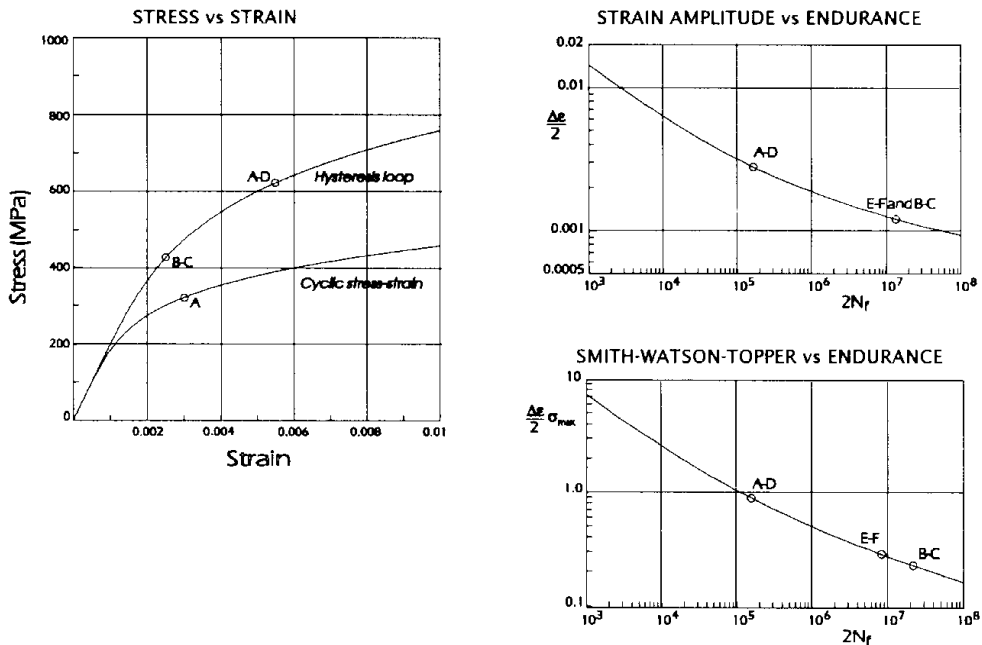 STRESS vs STRAIN
1000
800
600
400
200
0
Stress (MPa)
A-D
Hysteresis loop
B-C
Cyclic stress-strain
A
0.002
0.004
0.006
0.008
0.01
Strain
STRAIN AMPLITUDE vs ENDURANCE
0.02
0.01
Δε
2
0.001
0.0005
A-D
E-F and B-C
10³ 10⁴ 10⁵ 10⁶ 10⁷ 10⁸
2Nf
SMITH-WATSON-TOPPER vs ENDURANCE
10
Δε
2 σmax
1.0
0.1
A-D
E-F
B-C
10³ 10⁴ 10⁵ 10⁶ 10⁷ 10⁸
2Nf